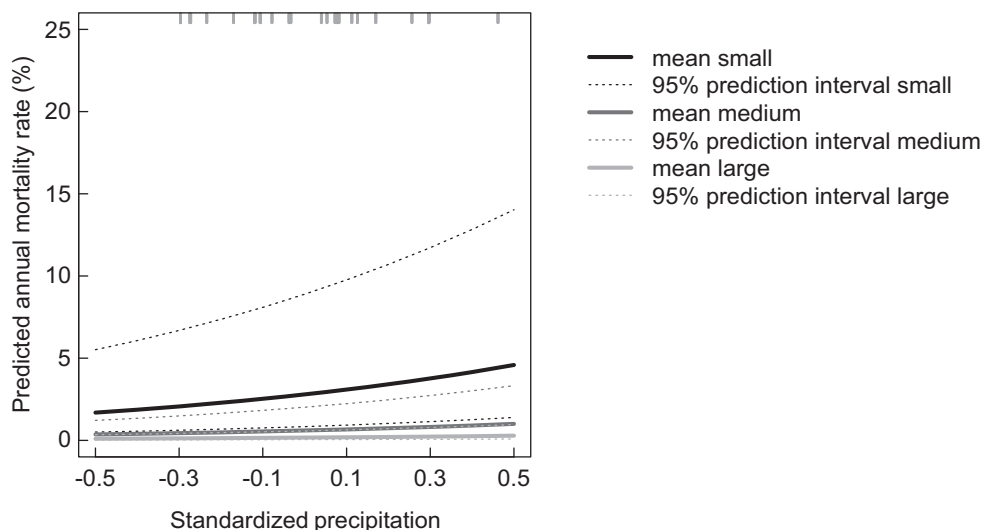 25
20
15
10
5
0
Predicted annual mortality rate (%)
-0.5 -0.3 -0.1 0.1 0.3 0.5
Standardized precipitation
mean small
95% prediction interval small
mean medium
95% prediction interval medium
mean large
95% prediction interval large